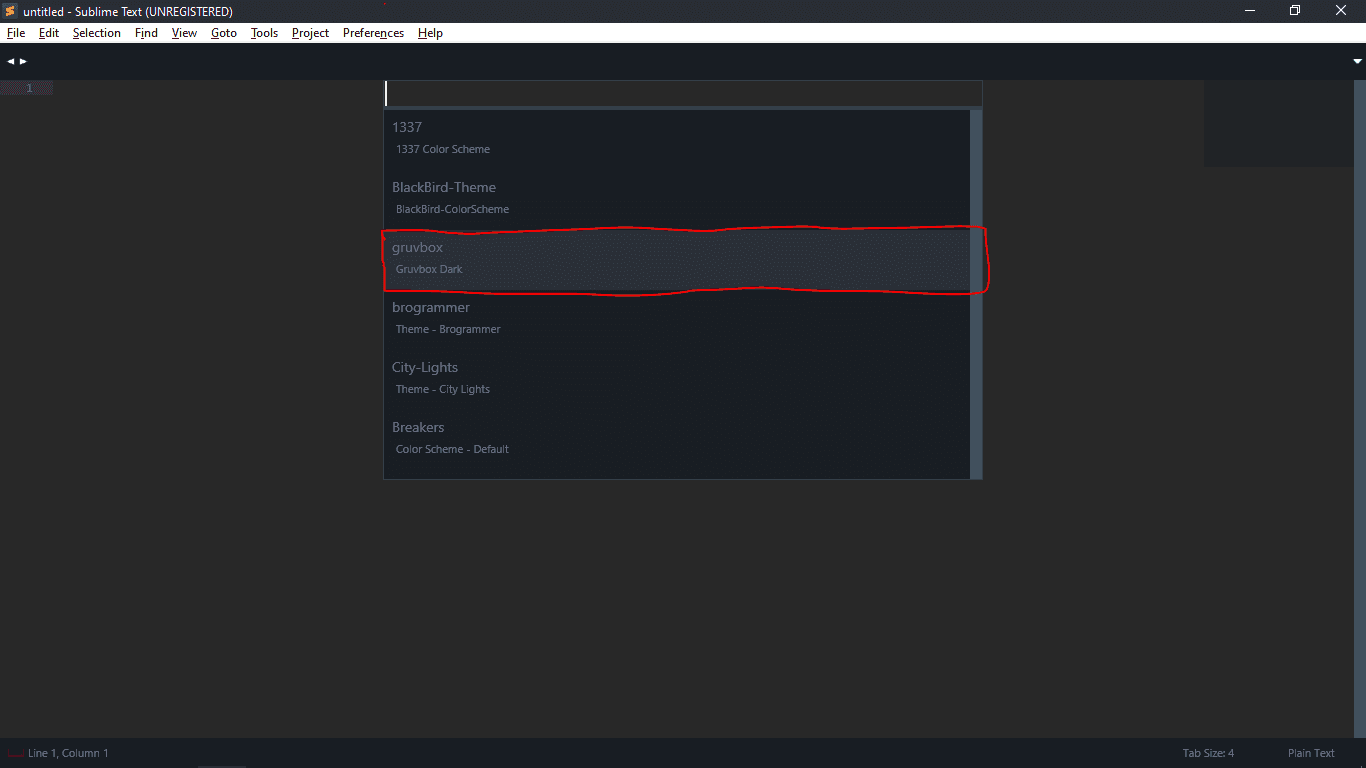 untitled - Sublime Text (UNREGISTERED)
File Edit Selection Find View Goto Tools Project Preferences Help
1
1337
1337 Color Scheme
BlackBird-Theme
BlackBird-ColorScheme
gruvbox
Gruvbox Dark
brogrammer
Theme - Brogrammer
City-Lights
Theme - City Lights
Breakers
Color Scheme - Default
Line 1, Column 1 Tab Size: 4 Plain Text